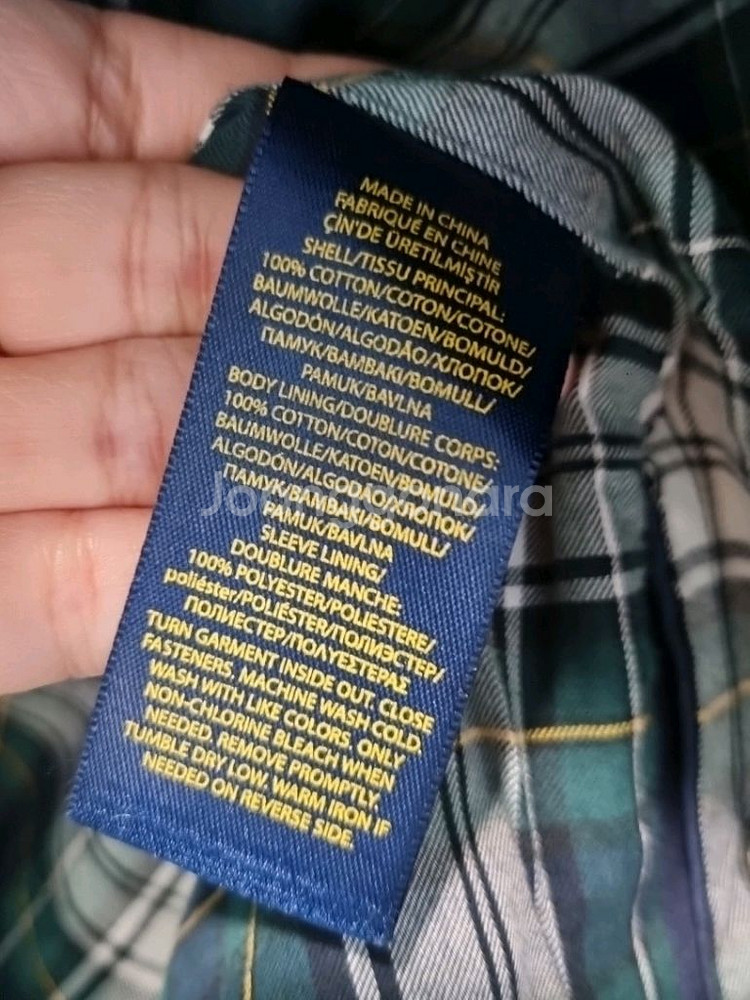 MADE IN CHINA
FABRIQUÉ EN CHINE
ÇİN'DE ÜRETİLMİŞTİR
SHELL/TISSU PRINCIPAL:
100% COTTON/COTON/COTONE/
BAUMWOLLE/KATOEN/BOMULD/
ALGODÓN/ALGODÃO/ХЛОПОК/
ПАМУК/ΒΑΜΒΑΚΙ/BOMULL/
PAMUK/BAVLNA
BODY LINING/DOUBLURE CORPS:
100% COTTON/COTON/COTONE/
BAUMWOLLE/KATOEN/BOMULD/
ALGODÓN/ALGODÃO/ХЛОПОК/
ПАМУК/ΒΑΜΒΑΚΙ/BOMULL/
PAMUK/BAVLNA
SLEEVE LINING/
DOUBLURE MANCHE:
100% POLYESTER/POLIESTERE/
poliéster/POLIÉSTER/ПОЛИЭСТЕР/
ПОЛИЕСТЕР/ΠΟΛΥΕΣΤΕΡΑΣ
TURN GARMENT INSIDE OUT. CLOSE
FASTENERS. MACHINE WASH COLD.
WASH WITH LIKE COLORS. ONLY
NON-CHLORINE BLEACH WHEN
NEEDED. REMOVE PROMPTLY.
TUMBLE DRY LOW. WARM IRON IF
NEEDED ON REVERSE SIDE.
Joonggonara